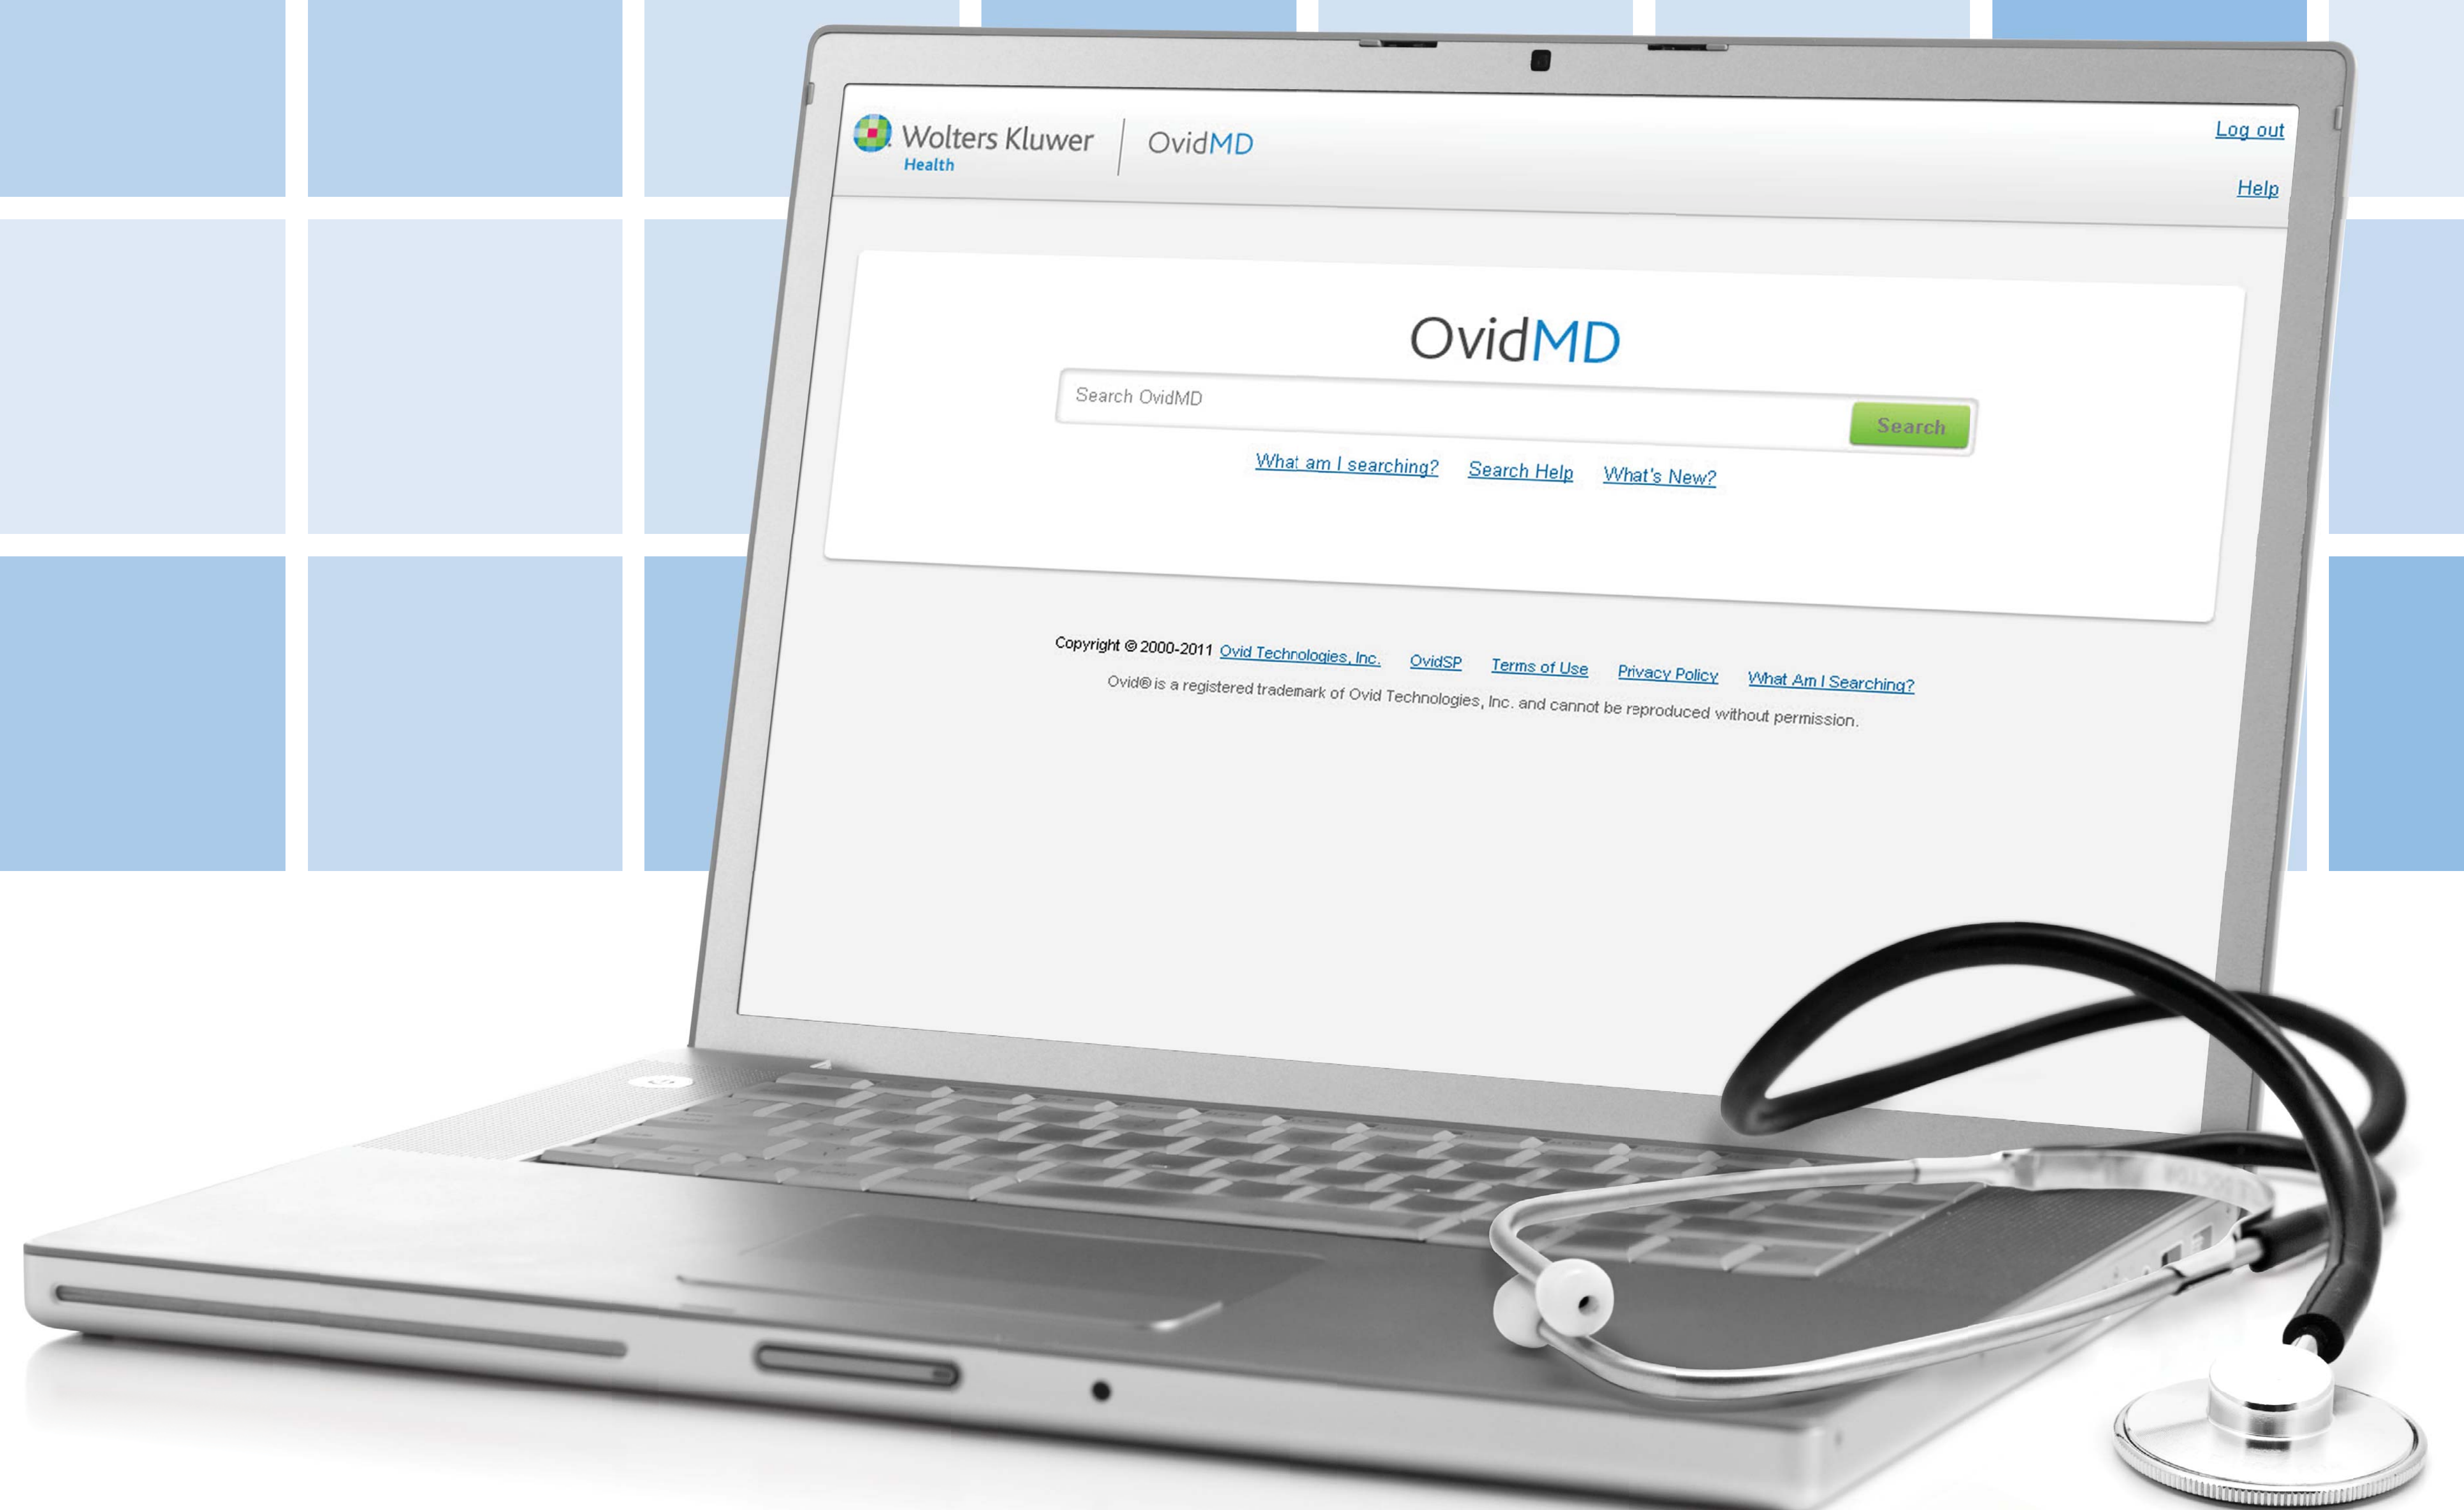 Wolters Kluwer
Health
OvidMD
Log out
Help
OvidMD
Search OvidMD
Search
What am I searching? Search Help What's New?
Copyright © 2000-2011 Ovid Technologies, Inc. OvidSP Terms of Use Privacy Policy What Am I Searching?
Ovid® is a registered trademark of Ovid Technologies, Inc. and cannot be reproduced without permission.